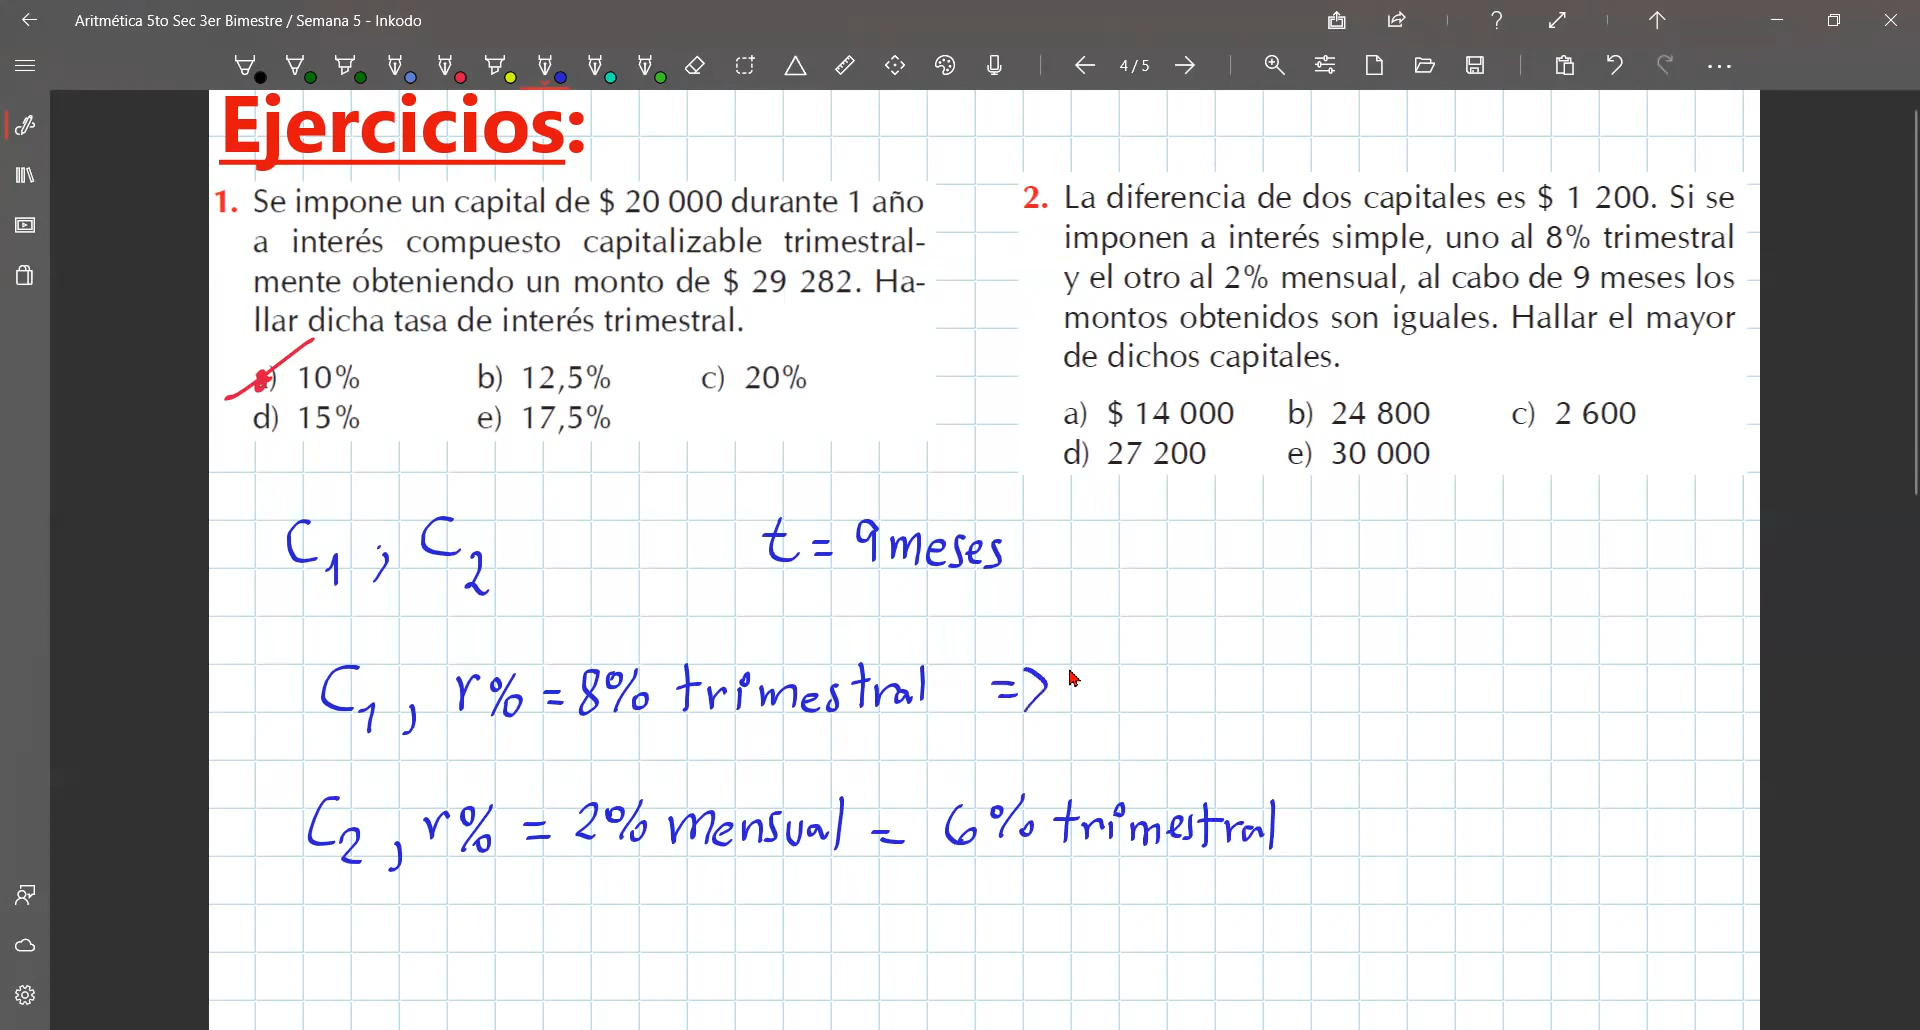 Aritmética 5to Sec 3er Bimestre / Semana 5 - Inkodo
4 / 5
Ejercicios:
1. Se impone un capital de $ 20 000 durante 1 año
a interés compuesto capitalizable trimestral-
mente obteniendo un monto de $ 29 282. Ha-
llar dicha tasa de interés trimestral.
a) 10% b) 12,5% c) 20%
d) 15% e) 17,5%
2. La diferencia de dos capitales es $ 1 200. Si se
imponen a interés simple, uno al 8% trimestral
y el otro al 2% mensual, al cabo de 9 meses los
montos obtenidos son iguales. Hallar el mayor
de dichos capitales.
a) $ 14 000 b) 24 800 c) 2 600
d) 27 200 e) 30 000
C1 ; C2 t = 9 meses
C1, r% = 8% trimestral =>
C2, r% = 2% mensual = 6% trimestral